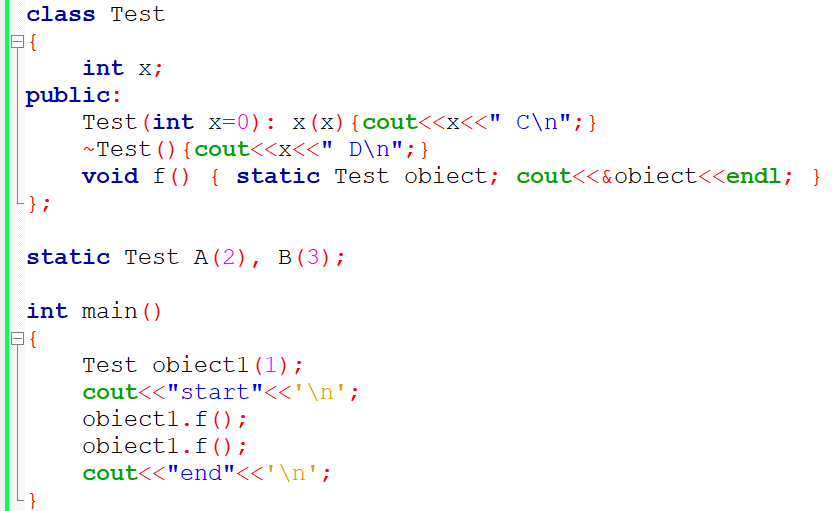 class Test
{
    int x;
public:
    Test(int x=0): x(x){cout<<x<<" C\n";}
    ~Test(){cout<<x<<" D\n";}
    void f() { static Test obiect; cout<<&obiect<<endl; }
};

static Test A(2), B(3);

int main()
{
    Test obiect1(1);
    cout<<"start"<<'\n';
    obiect1.f();
    obiect1.f();
    cout<<"end"<<'\n';
}